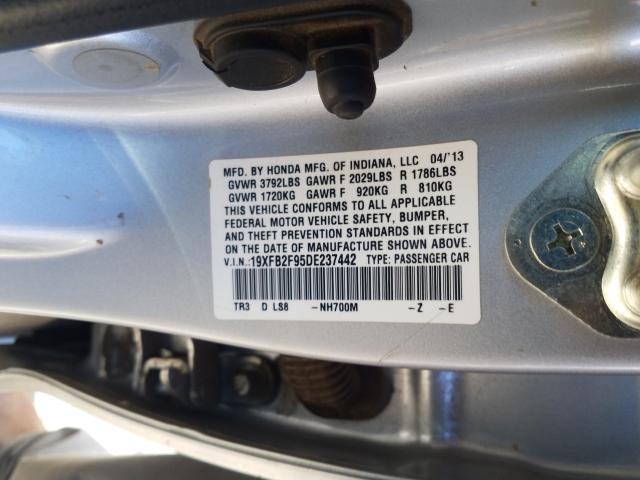 MFD. BY HONDA MFG. OF INDIANA, LLC 04/'13
GVWR 3792LBS GAWR F 2029LBS R 1786LBS
GVWR 1720KG GAWR F 920KG R 810KG
THIS VEHICLE CONFORMS TO ALL APPLICABLE
FEDERAL MOTOR VEHICLE SAFETY, BUMPER,
AND THEFT PREVENTION STANDARDS IN EFFECT
ON THE DATE OF MANUFACTURE SHOWN ABOVE.
V.I.N.:19XFB2F95DE237442 TYPE: PASSENGER CAR
TR3 D LS8 -NH700M -Z -E